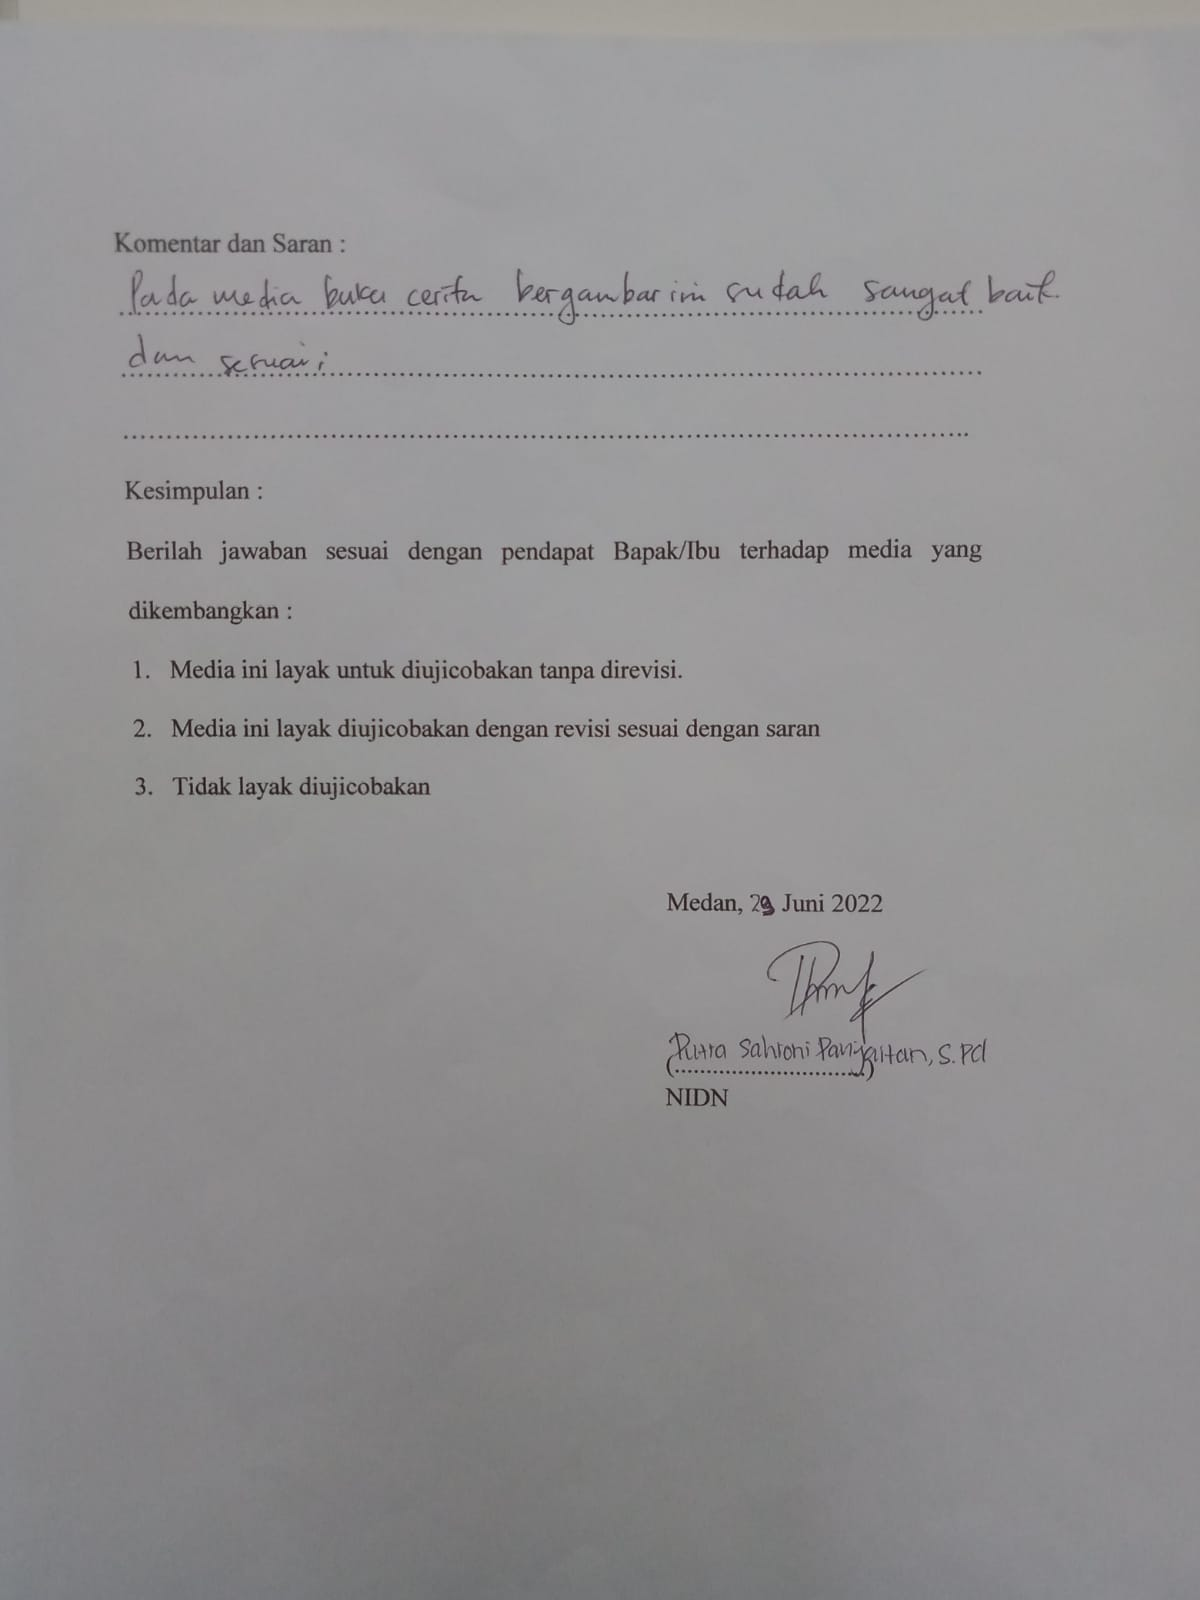 Komentar dan Saran :
Pada media buku cerita bergambar ini sudah sangat baik
dan sesuai
Kesimpulan :
Berilah jawaban sesuai dengan pendapat Bapak/Ibu terhadap media yang
dikembangkan :
1. Media ini layak untuk diujicobakan tanpa direvisi.
2. Media ini layak diujicobakan dengan revisi sesuai dengan saran
3. Tidak layak diujicobakan
Medan, 29 Juni 2022
Putra Sahroni Panjaitan, S.Pd
(..............................)
NIDN